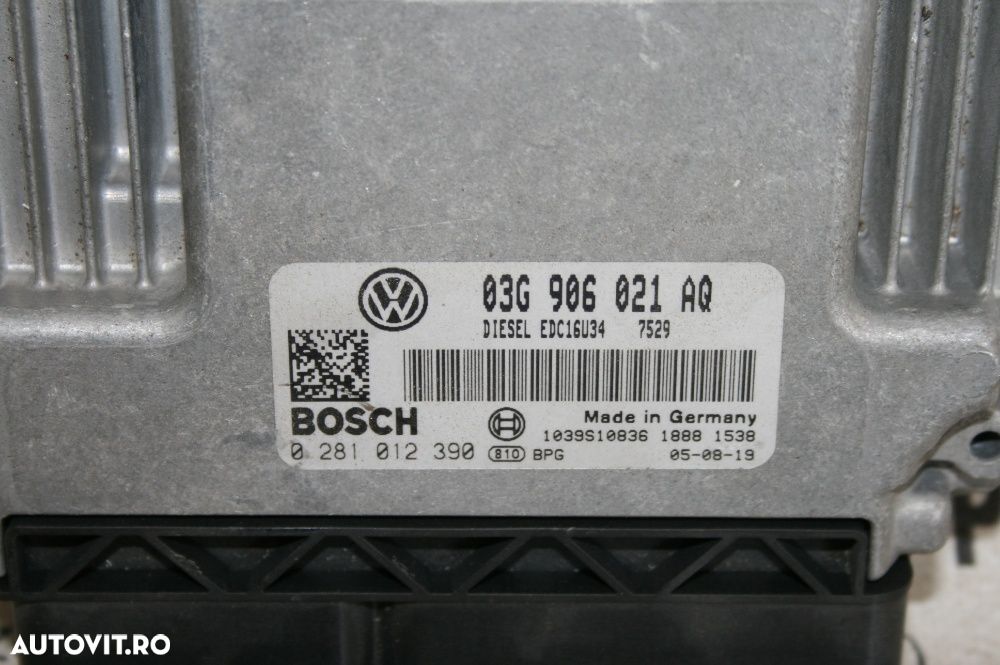 03G 906 021 AQ
DIESEL EDC16U34 7529
BOSCH
Made in Germany
1039S10836 1888 1538
0 281 012 390 810 BPG 05-08-19
AUTOVIT.RO